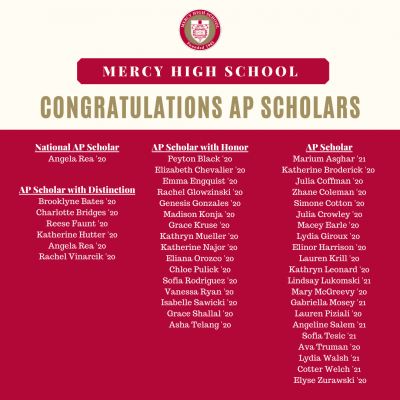 MERCY HIGH SCHOOL
MERCY HIGH SCHOOL
CONGRATULATIONS AP SCHOLARS
National AP Scholar
Angela Rea '20
AP Scholar with Distinction
Brooklyne Bates '20
Charlotte Bridges '20
Reese Faunt '20
Katherine Hutter '20
Angela Rea '20
Rachel Vinarcik '20
AP Scholar with Honor
Peyton Black '20
Elizabeth Chevalier '20
Emma Engquist '20
Rachel Glowzinski '20
Genesis Gonzales '20
Madison Konja '20
Grace Kruse '20
Kathryn Mueller '20
Katherine Najor '20
Eliana Orozco '20
Chloe Pulick '20
Sofia Rodriguez '20
Vanessa Ryan '20
Isabelle Sawicki '20
Grace Shallal '20
Asha Telang '20
AP Scholar
Marium Asghar '21
Katherine Broderick '20
Julia Coffman '20
Zhane Coleman '20
Simone Cotton '20
Julia Crowley '20
Macey Earle '20
Lydia Giroux '20
Elinor Harrison '20
Lauren Krill '20
Kathryn Leonard '20
Lindsay Lukomski '21
Mary McGreevy '20
Gabriella Mosey '21
Lauren Piziali '20
Angeline Salem '21
Sofia Tesic '21
Ava Truman '20
Lydia Walsh '21
Cotter Welch '21
Elyse Zurawski '20